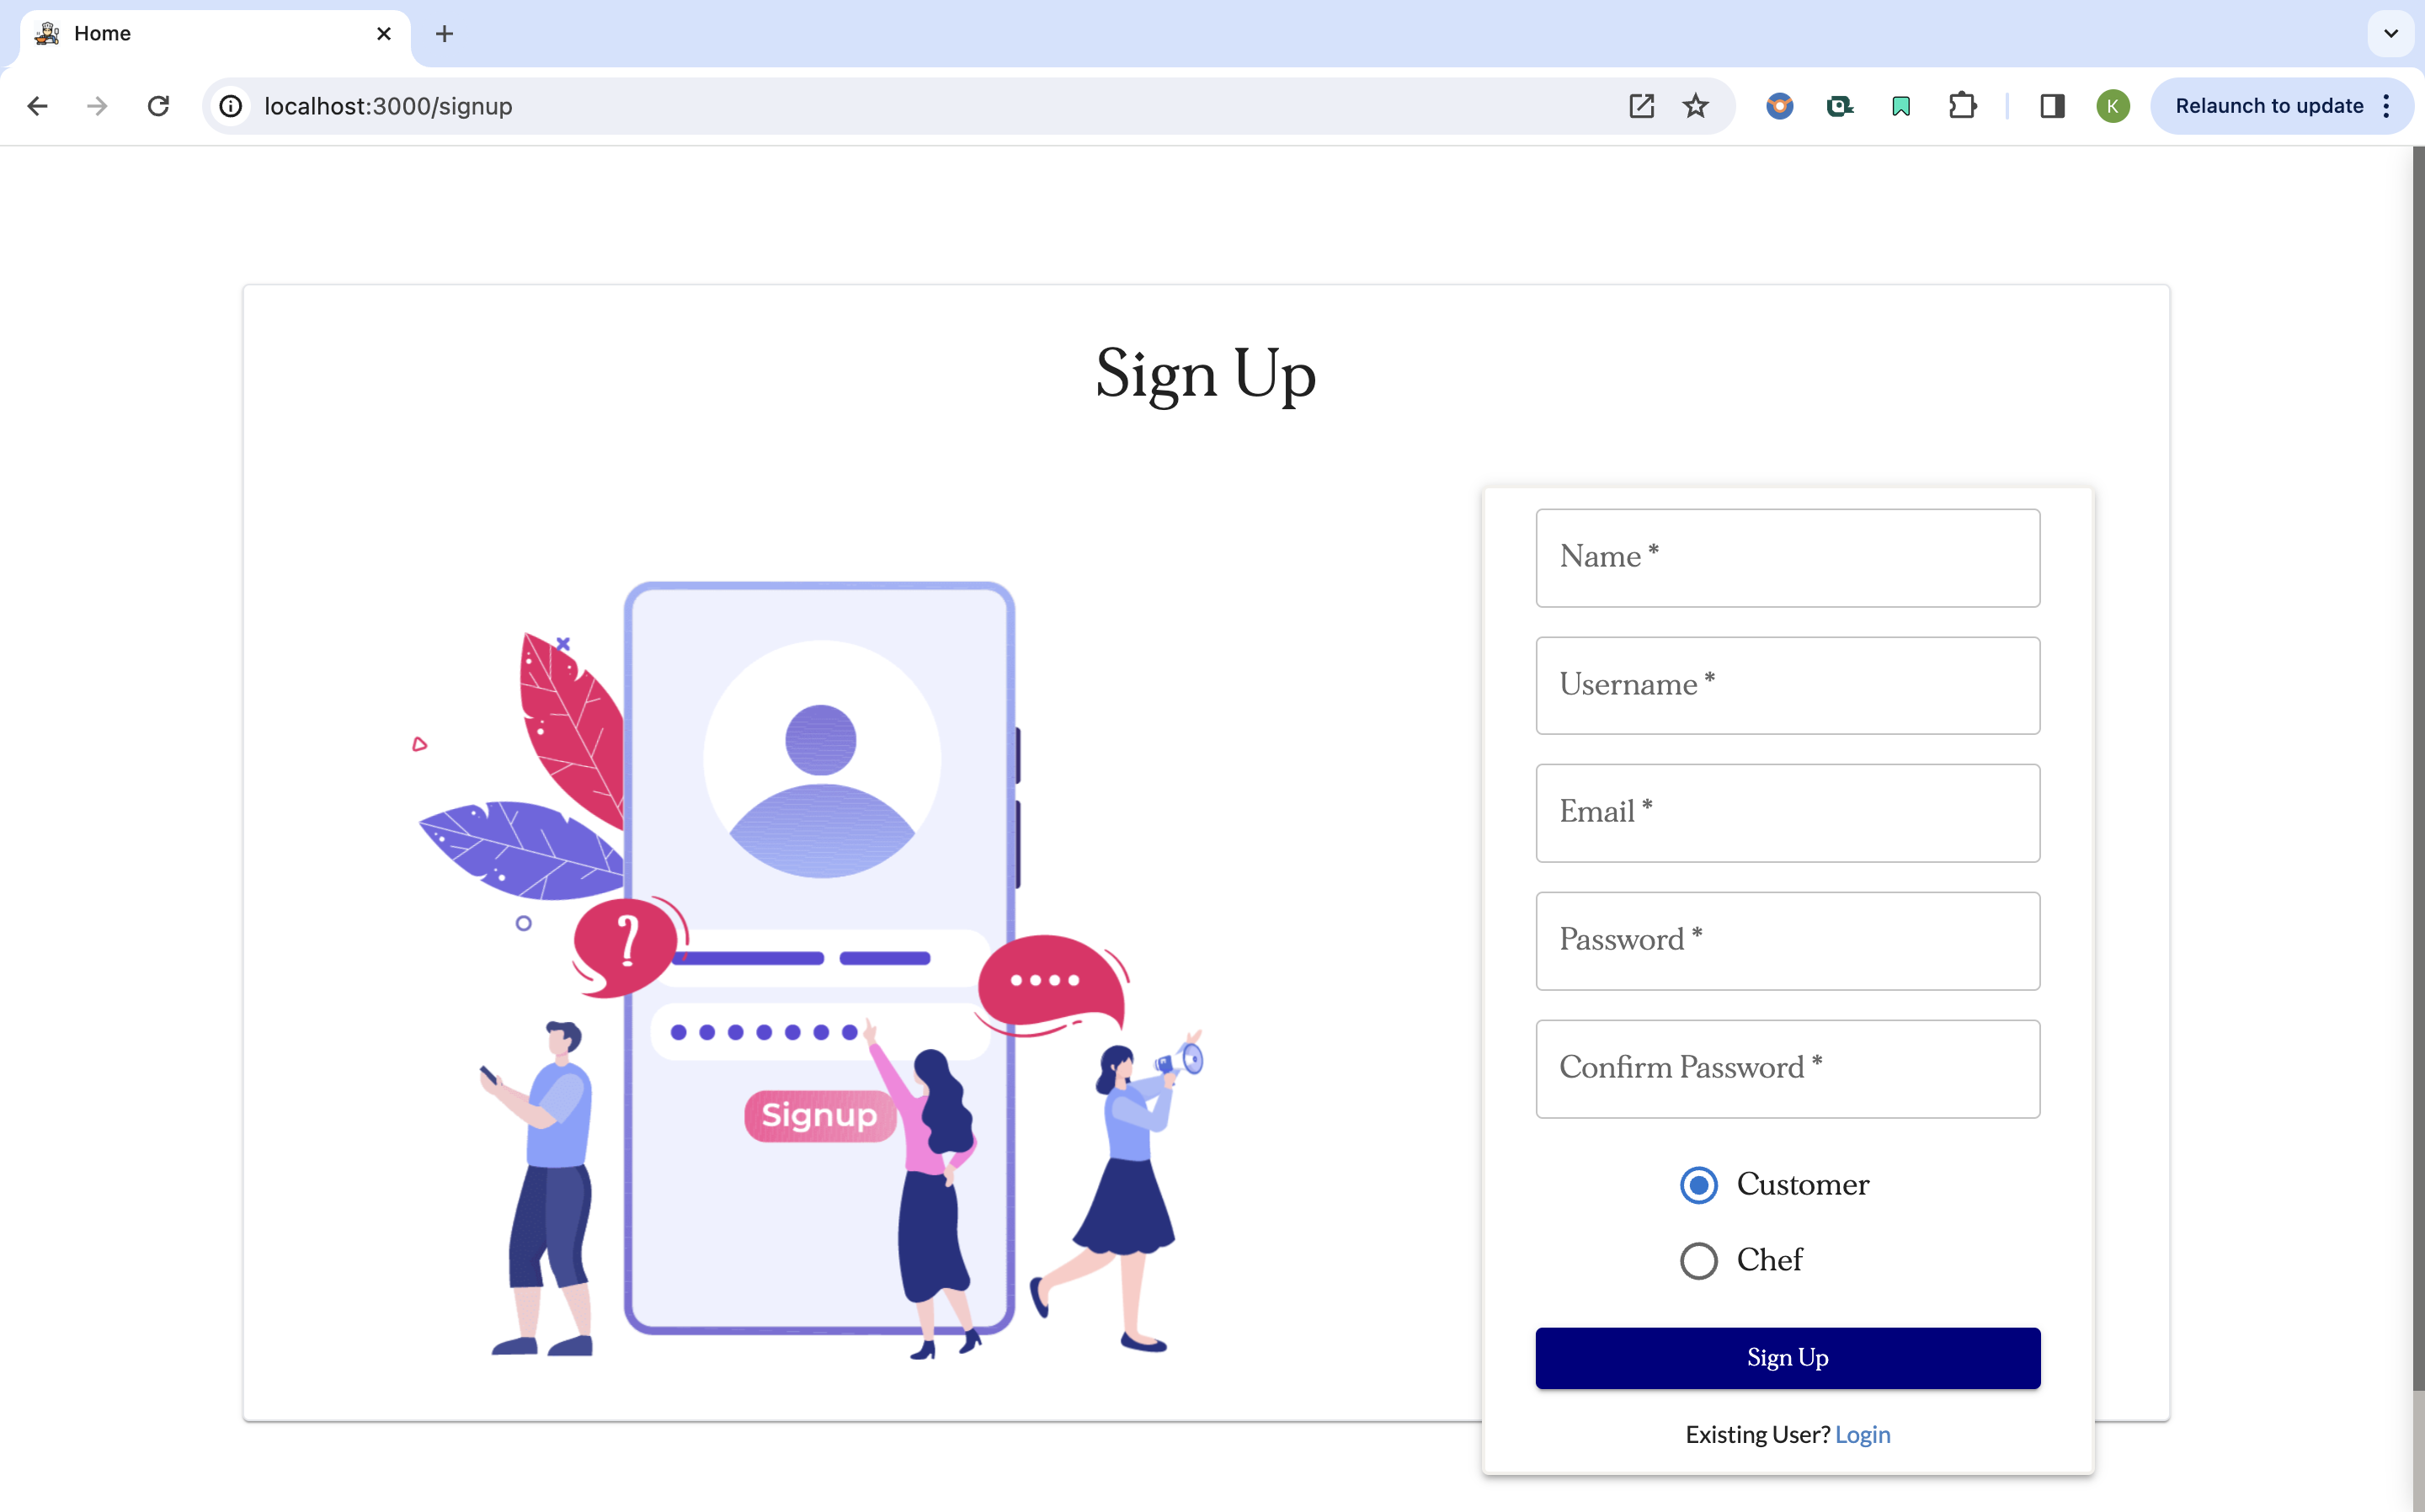 Home
localhost:3000/signup
K
Relaunch to update
Sign Up
Name *
Username *
Email *
Password *
Confirm Password *
?
Signup
Customer
Chef
Sign Up
Existing User? Login